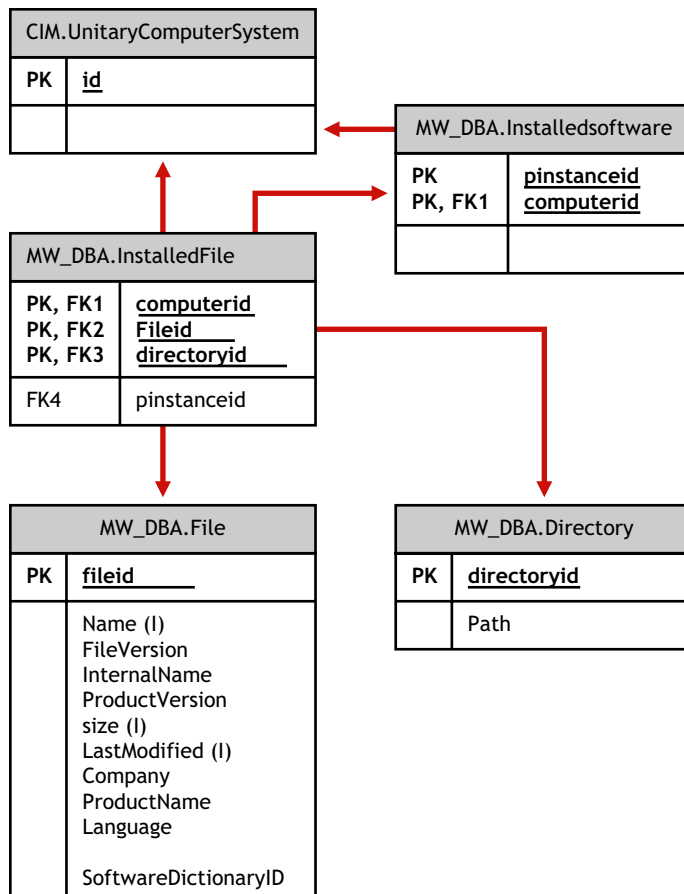 CIM.UnitaryComputerSystem
PK id
MW_DBA.Installedsoftware
PK pinstanceid
PK, FK1 computerid
MW_DBA.InstalledFile
PK, FK1 computerid
PK, FK2 Fileid
PK, FK3 directoryid
FK4 pinstanceid
MW_DBA.File
PK fileid
Name (I)
FileVersion
InternalName
ProductVersion
size (I)
LastModified (I)
Company
ProductName
Language
SoftwareDictionaryID
MW_DBA.Directory
PK directoryid
Path